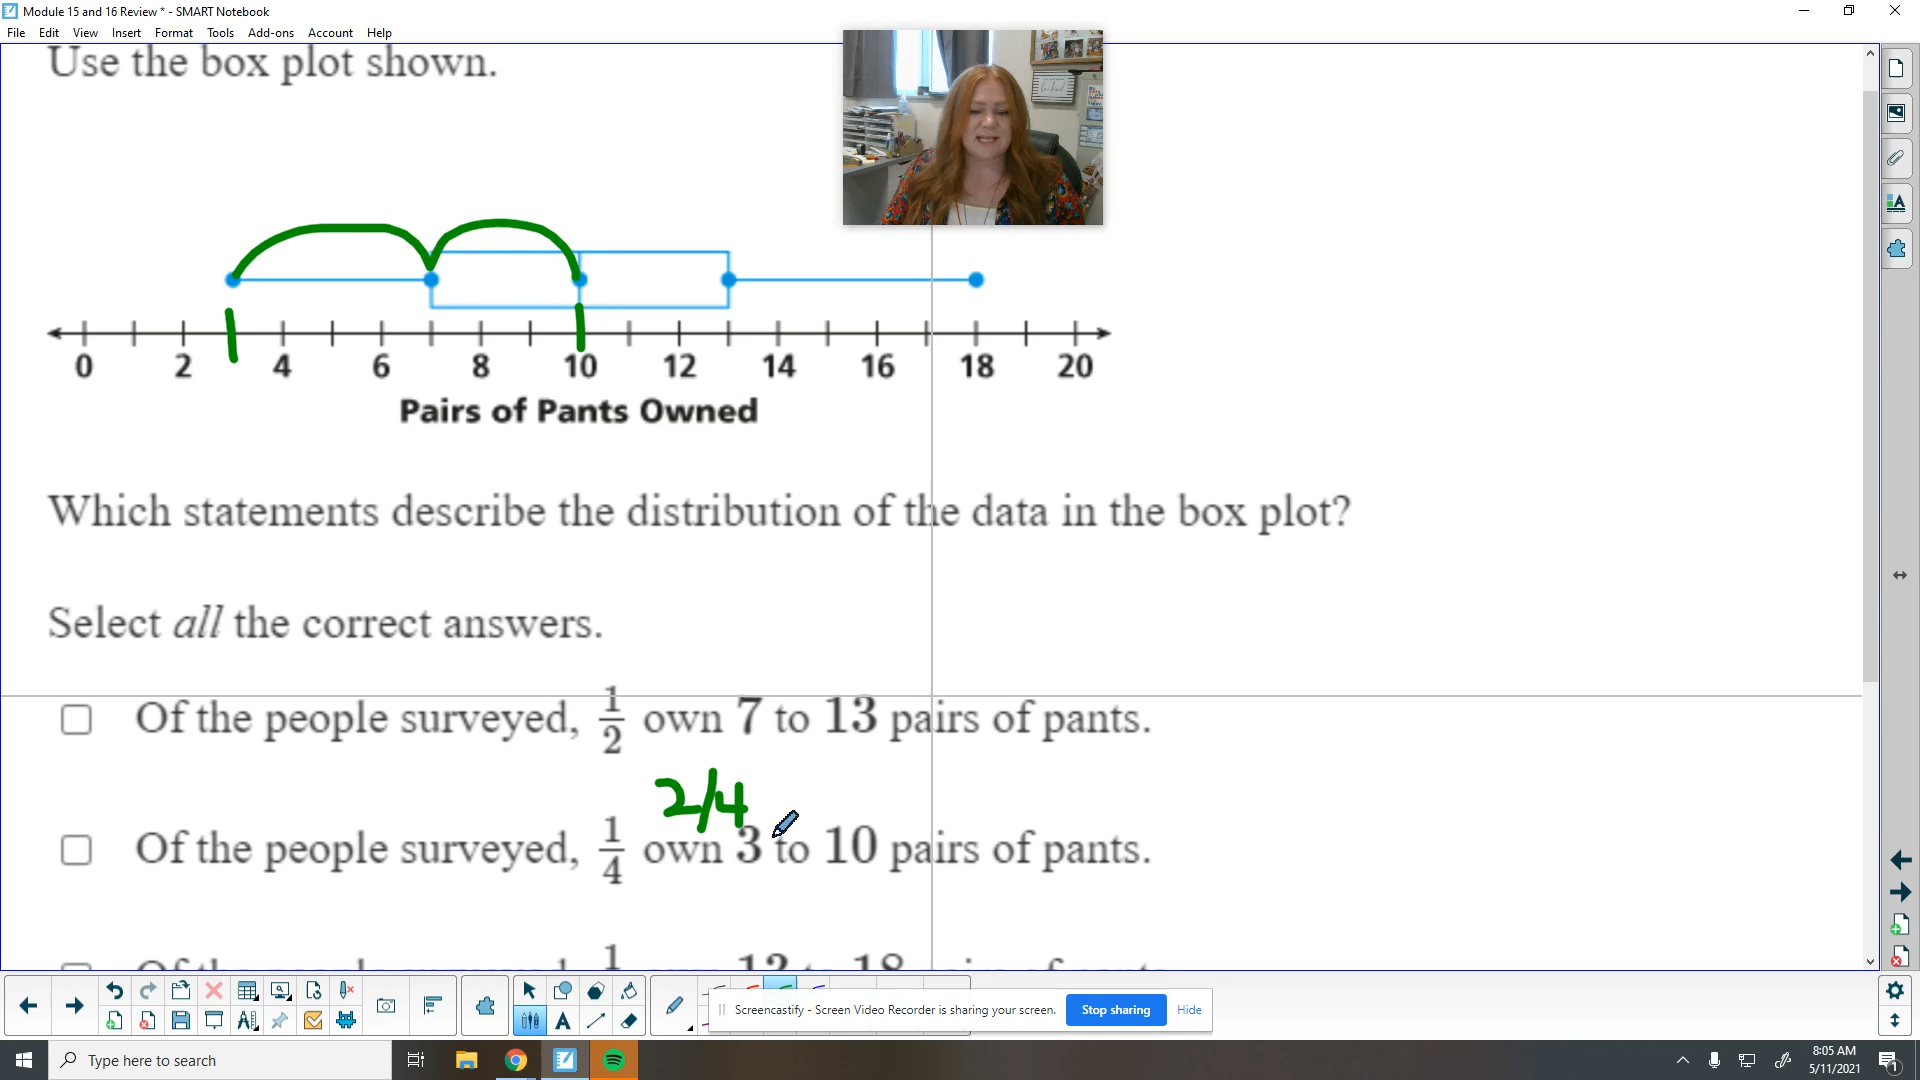 Module 15 and 16 Review * - SMART Notebook
File Edit View Insert Format Tools Add-ons Account Help
Use the box plot shown.
0 2 4 6 8 10 12 14 16 18 20
Pairs of Pants Owned
Which statements describe the distribution of the data in the box plot?
Select all the correct answers.
Of the people surveyed, 1/2 own 7 to 13 pairs of pants.
2/4
Of the people surveyed, 1/4 own 3 to 10 pairs of pants.
Screencastify - Screen Video Recorder is sharing your screen. Stop sharing Hide
Type here to search
8:05 AM
5/11/2021